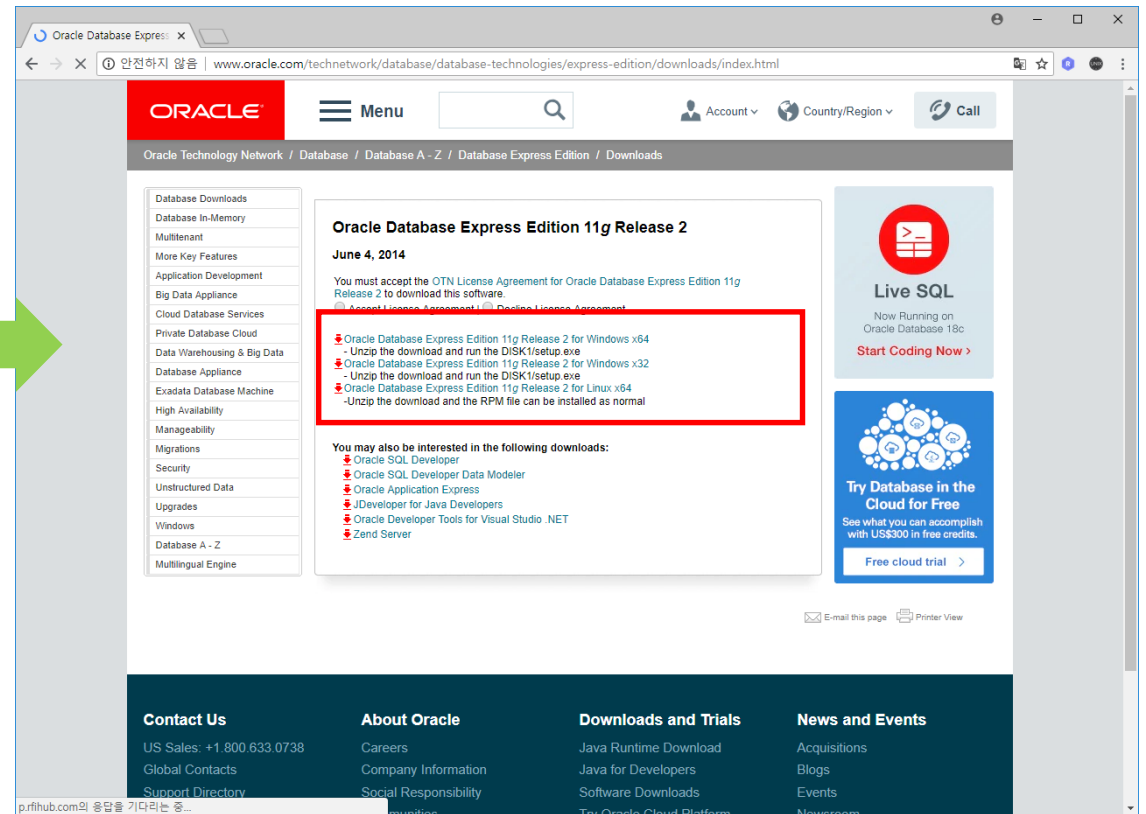 Oracle Database Express
안전하지 않음 | www.oracle.com/technetwork/database/database-technologies/express-edition/downloads/index.html
ORACLE
Menu
Account
Country/Region
Call
Oracle Technology Network / Database / Database A - Z / Database Express Edition / Downloads
Database Downloads
Database In-Memory
Multitenant
More Key Features
Application Development
Big Data Appliance
Cloud Database Services
Private Database Cloud
Data Warehousing & Big Data
Database Appliance
Exadata Database Machine
High Availability
Manageability
Migrations
Security
Unstructured Data
Upgrades
Windows
Database A - Z
Multilingual Engine
Oracle Database Express Edition 11g Release 2
June 4, 2014
You must accept the OTN License Agreement for Oracle Database Express Edition 11g
Release 2 to download this software.
Accept License Agreement | Decline License Agreement
Oracle Database Express Edition 11g Release 2 for Windows x64
- Unzip the download and run the DISK1/setup.exe
Oracle Database Express Edition 11g Release 2 for Windows x32
- Unzip the download and run the DISK1/setup.exe
Oracle Database Express Edition 11g Release 2 for Linux x64
-Unzip the download and the RPM file can be installed as normal
You may also be interested in the following downloads:
Oracle SQL Developer
Oracle SQL Developer Data Modeler
Oracle Application Express
JDeveloper for Java Developers
Oracle Developer Tools for Visual Studio .NET
Zend Server
Live SQL
Now Running on
Oracle Database 18c
Start Coding Now >
Try Database in the
Cloud for Free
See what you can accomplish
with US$300 in free credits.
Free cloud trial >
E-mail this page
Printer View
Contact Us
US Sales: +1.800.633.0738
Global Contacts
Support Directory
About Oracle
Careers
Company Information
Social Responsibility
Downloads and Trials
Java Runtime Download
Java for Developers
Software Downloads
Try Oracle Cloud Platform
News and Events
Acquisitions
Blogs
Events
Newsroom
p.rfihub.com의 응답을 기다리는 중...